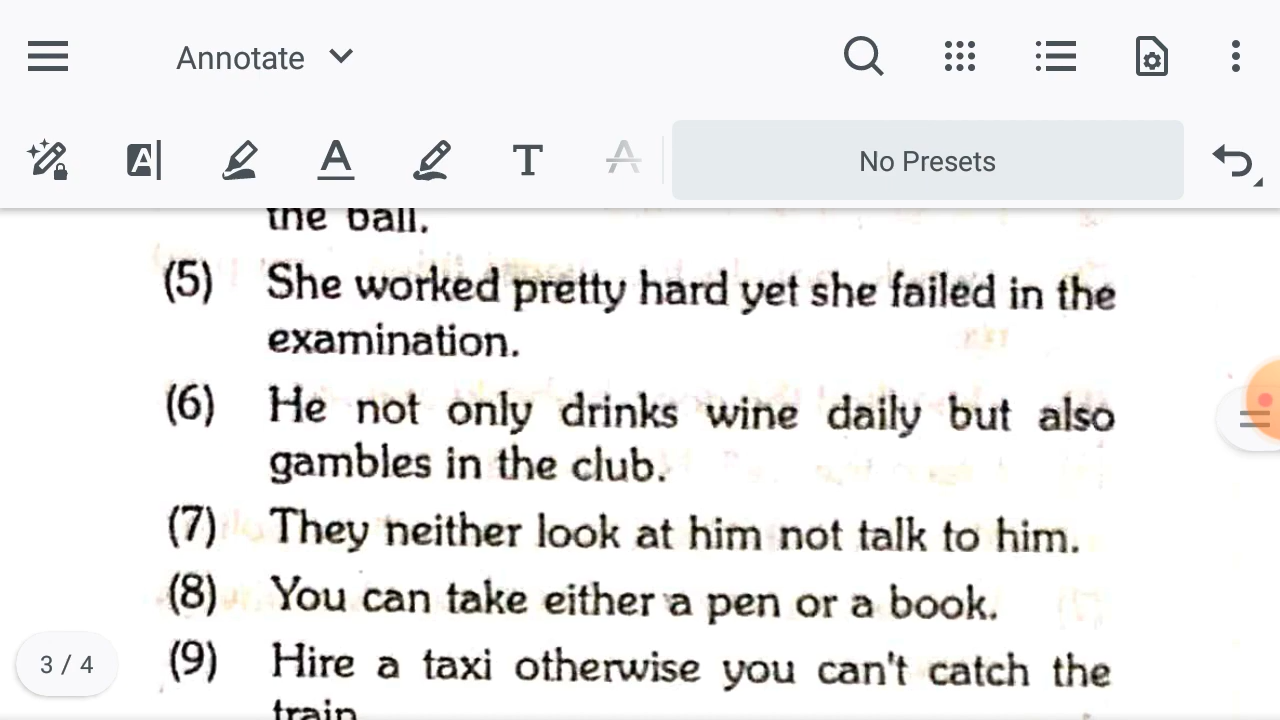 Annotate
No Presets
the ball.
(5) She worked pretty hard yet she failed in the
examination.
(6) He not only drinks wine daily but also
gambles in the club.
(7) They neither look at him not talk to him.
(8) You can take either a pen or a book.
3 / 4
(9) Hire a taxi otherwise you can't catch the
train